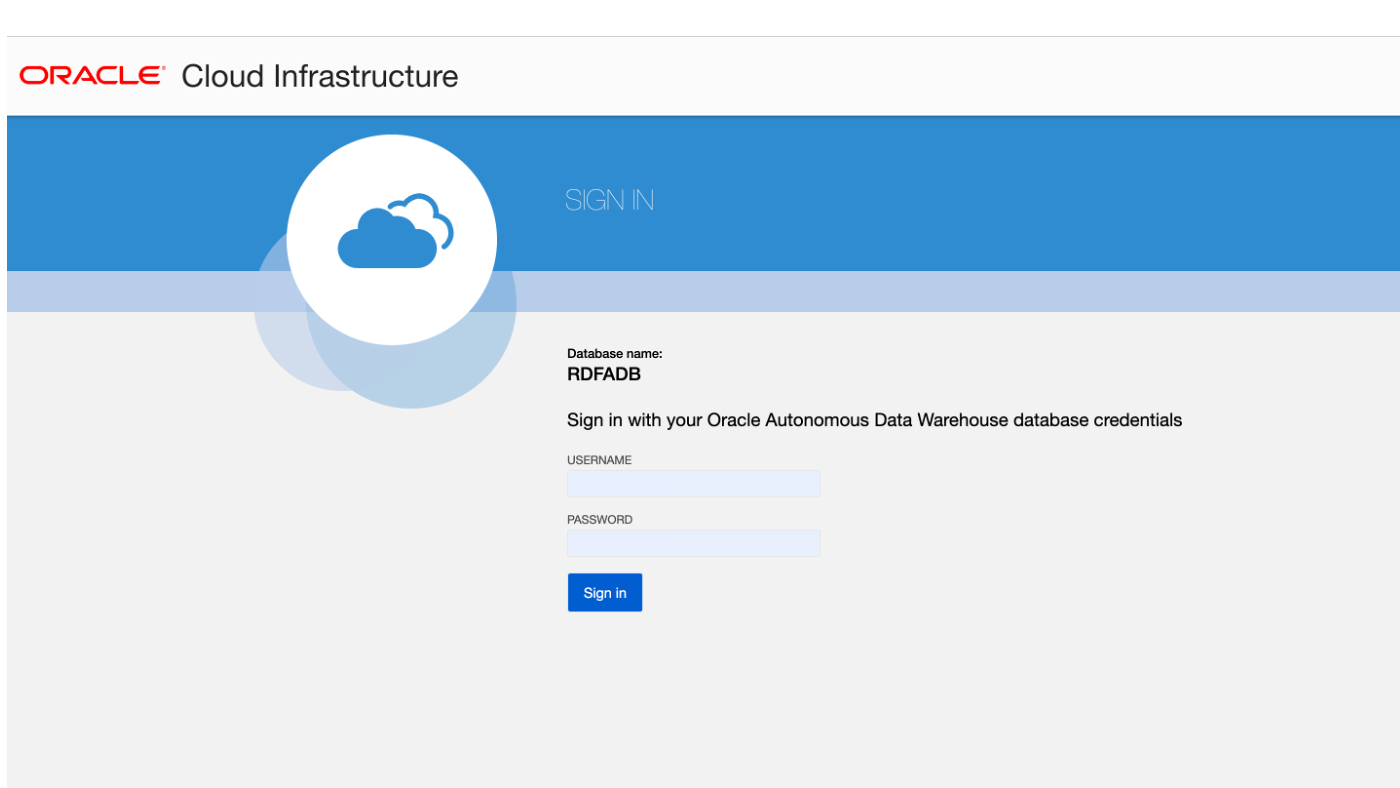 ORACLE® Cloud Infrastructure
SIGN IN
Database name:
RDFADB
Sign in with your Oracle Autonomous Data Warehouse database credentials
USERNAME
PASSWORD
Sign in